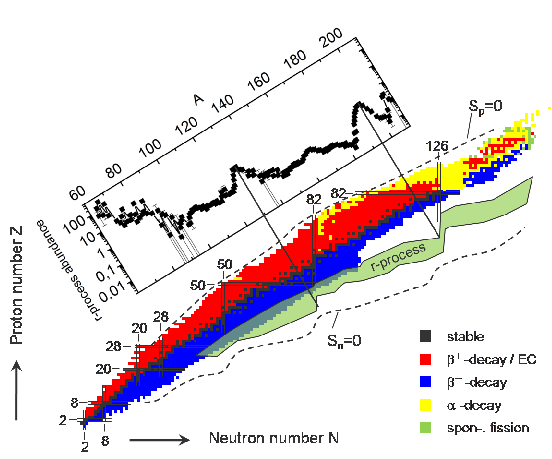 200
180
160
140
120
100
80
60
A
100
10
1
0.1
0.01
r-process abundance
Sp=0
126
82
82
50
50
28
28
20
20
8
8
2
2
r-process
Sn=0
Proton number Z
Neutron number N
stable
β+-decay / EC
β−-decay
α -decay
spon-. fission